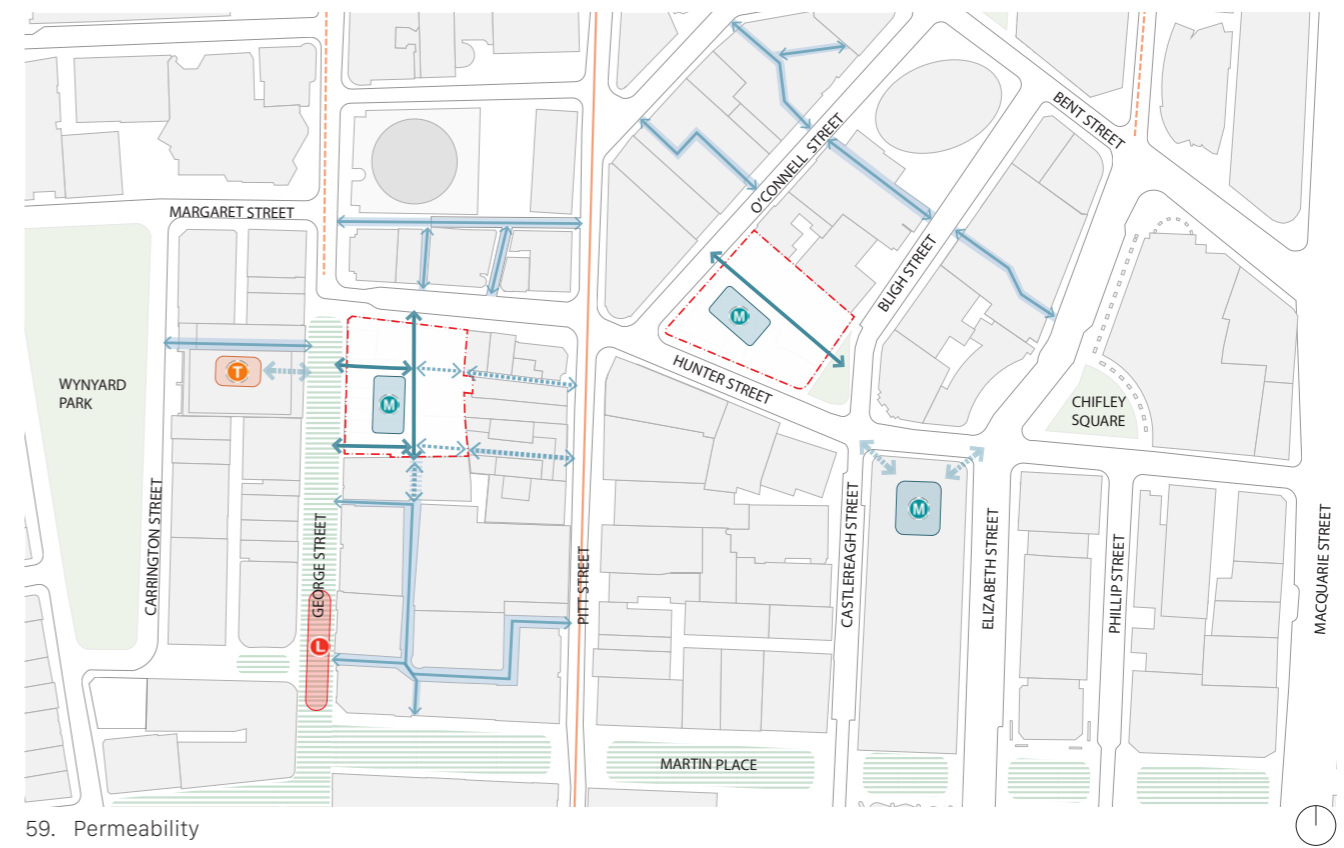 BENT STREET
O'CONNELL STREET
MARGARET STREET
BLIGH STREET
T
M
M
HUNTER STREET
WYNYARD
PARK
CHIFLEY
SQUARE
M
CARRINGTON STREET
GEORGE STREET
PITT STREET
CASTLEREAGH STREET
ELIZABETH STREET
PHILLIP STREET
MACQUARIE STREET
L
MARTIN PLACE
59. Permeability